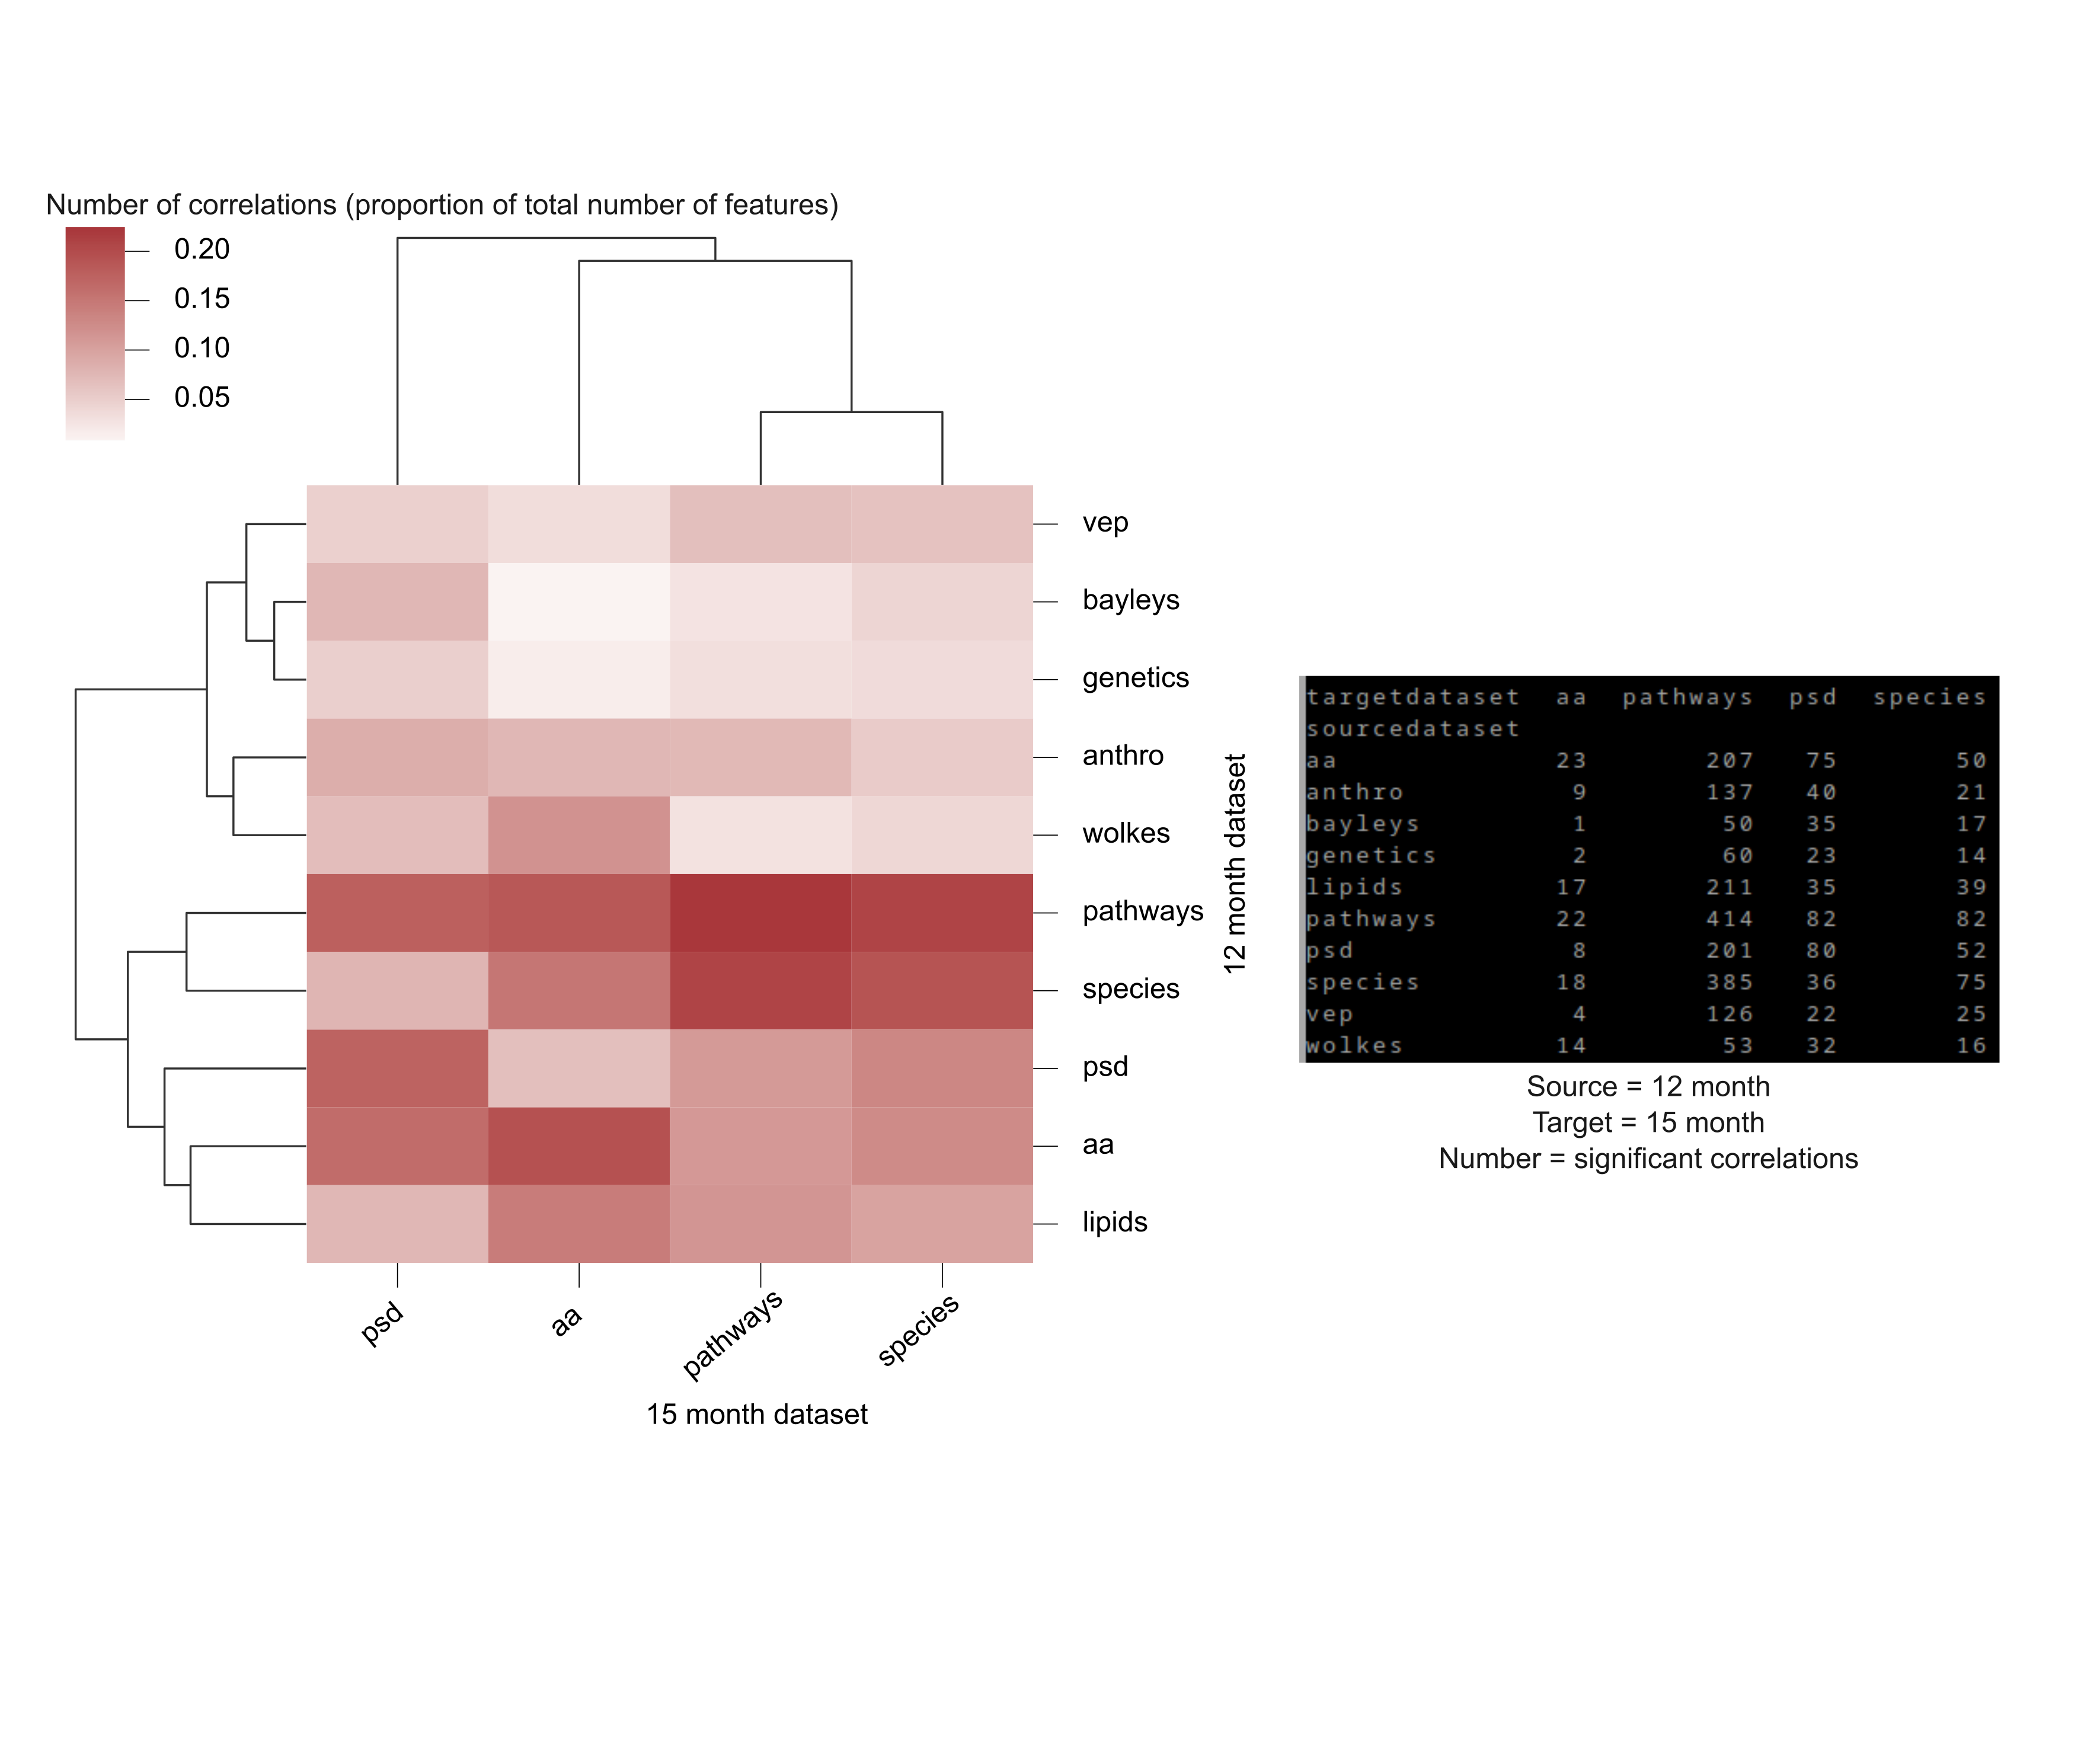 Number of correlations (proportion of total number of features)
0.20
0.15
0.10
0.05
vep
bayleys
genetics
anthro
wolkes
pathways
species
psd
aa
lipids
12 month dataset
psd
aa
pathways
species
15 month dataset
targetdataset aa pathways psd species
sourcedataset
aa 23 207 75 50
anthro 9 137 40 21
bayleys 1 50 35 17
genetics 2 60 23 14
lipids 17 211 35 39
pathways 22 414 82 82
psd 8 201 80 52
species 18 385 36 75
vep 4 126 22 25
wolkes 14 53 32 16
Source = 12 month
Target = 15 month
Number = significant correlations